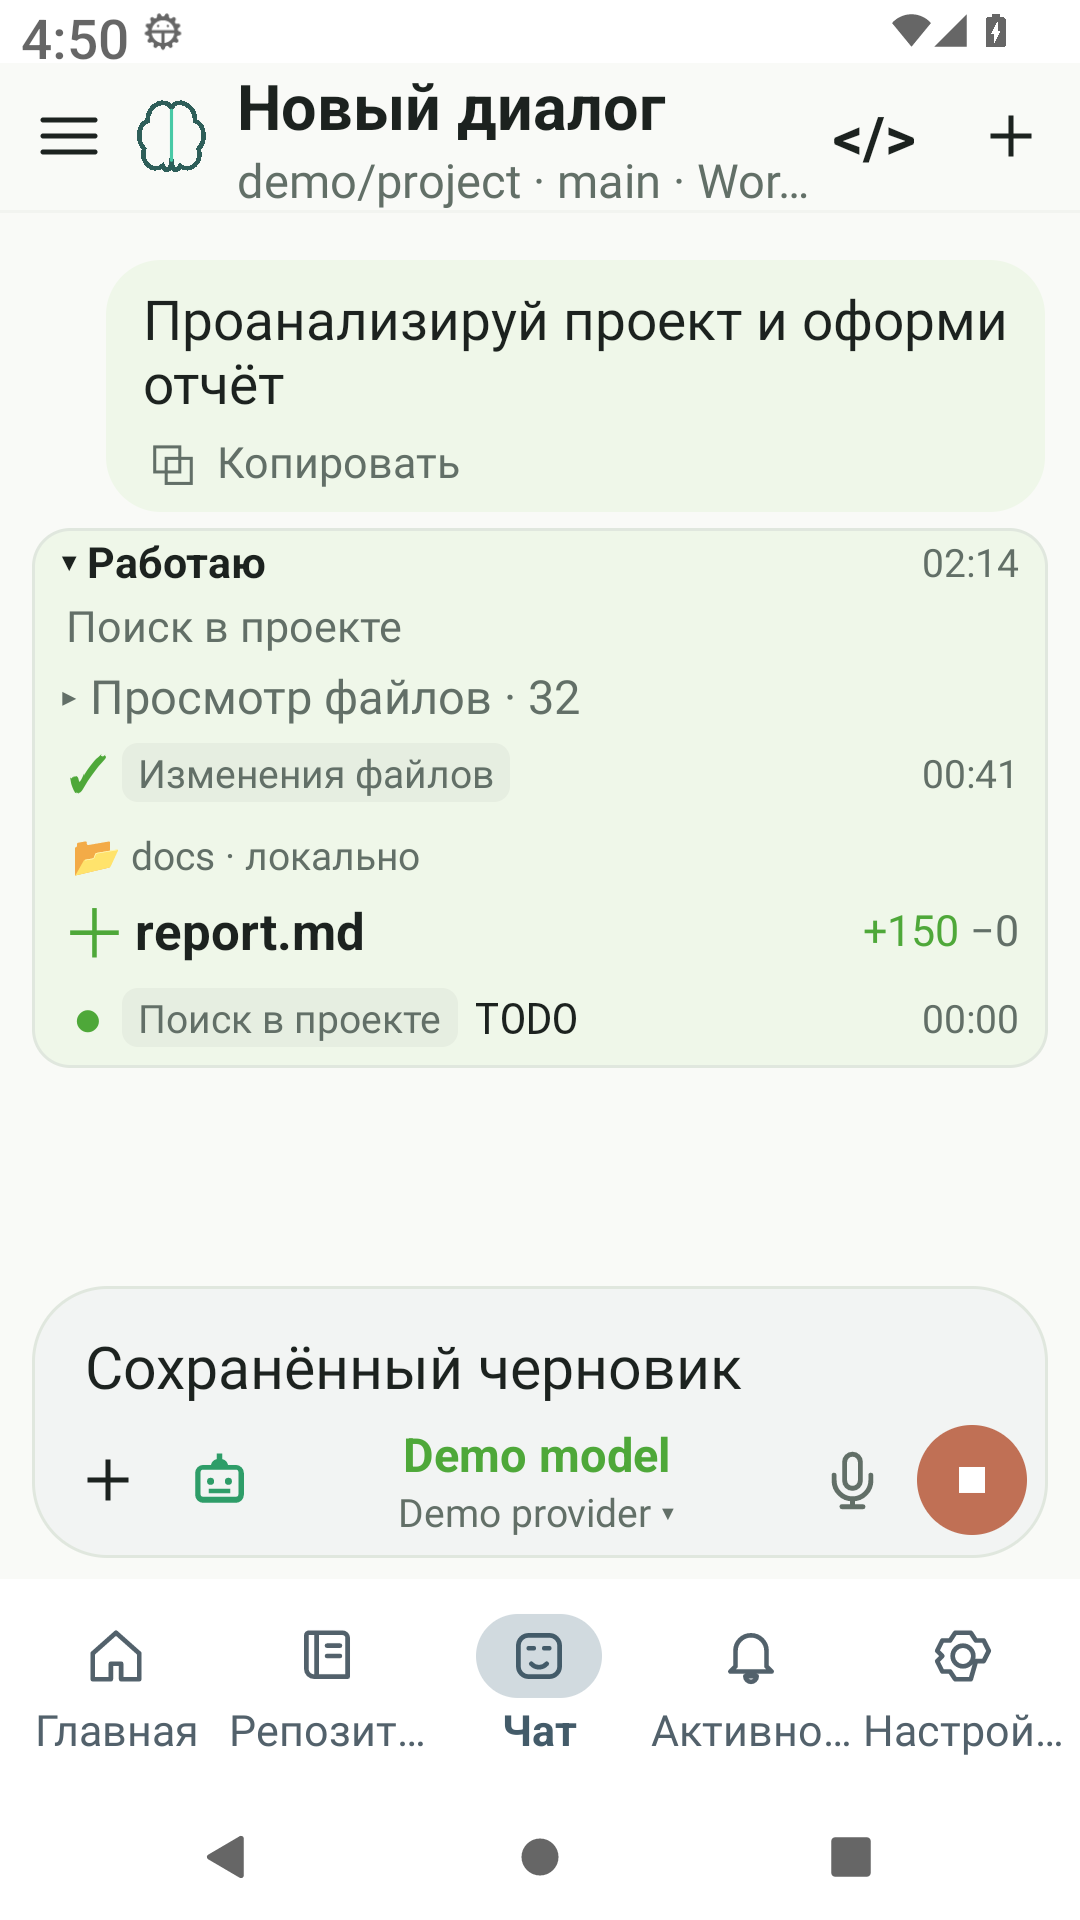 4:50
Новый диалог
</>
demo/project · main · Wor...
Проанализируй проект и оформи
отчёт
Копировать
▾ Работаю 02:14
Поиск в проекте
▸ Просмотр файлов · 32
✓ Изменения файлов 00:41
docs · локально
+ report.md +150 −0
Поиск в проекте TODO 00:00
Сохранённый черновик
Demo model
Demo provider ▾
Главная Репозит... Чат Активно... Настрой...